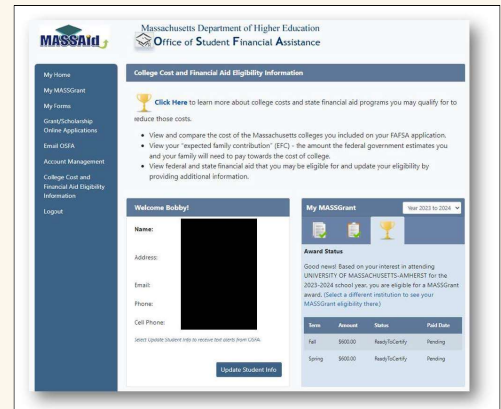 MASSAid
Massachusetts Department of Higher Education
Office of Student Financial Assistance
My Home
My MASSGrant
My Forms
Grant/Scholarship
Online Applications
Email OSFA
Account Management
College Cost and
Financial Aid Eligibility
Information
Logout
College Cost and Financial Aid Eligibility Information
Click Here to learn more about college costs and state financial aid programs you may qualify for to
reduce those costs.
• View and compare the cost of the Massachusetts colleges you included on your FAFSA application.
• View your "expected family contribution" (EFC) - the amount the federal government estimates you
and your family will need to pay towards the cost of college.
• View federal and state financial aid that you may be eligible for and update your eligibility by
providing additional information.
Welcome Bobby!
Name:
Address:
Email:
Phone:
Cell Phone:
Select Update Student Info to receive text alerts from OSFA.
Update Student Info
My MASSGrant
Year 2023 to 2024
Award Status
Good news! Based on your interest in attending
UNIVERSITY OF MASSACHUSETTS-AMHERST for the
2023-2024 school year, you are eligible for a MASSGrant
award. (Select a different institution to see your
MASSGrant eligibility there.)
Term Amount Status Paid Date
Fall $600.00 ReadyToCertify Pending
Spring $600.00 ReadyToCertify Pending